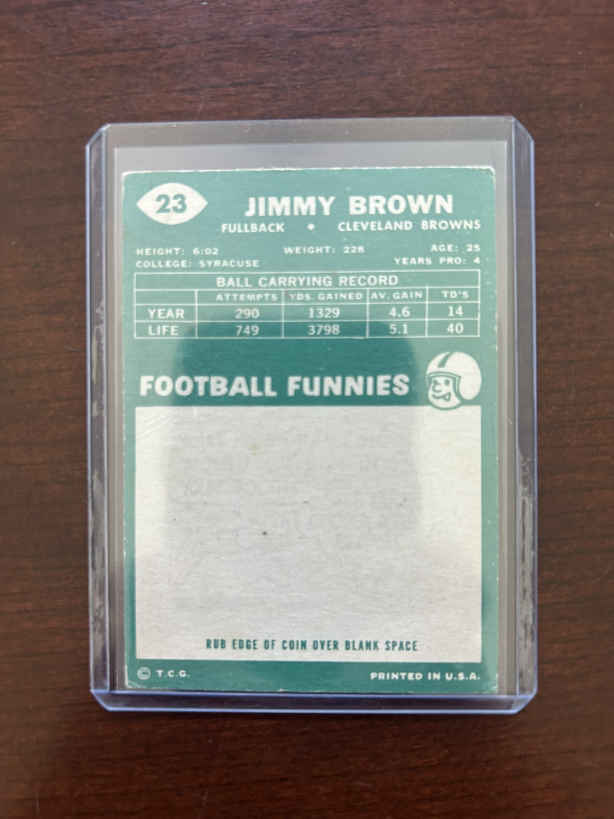 23
JIMMY BROWN
FULLBACK • CLEVELAND BROWNS
HEIGHT: 6:02 WEIGHT: 228 AGE: 25
COLLEGE: SYRACUSE YEARS PRO: 4
BALL CARRYING RECORD
ATTEMPTS YDS. GAINED AV. GAIN TD'S
YEAR 290 1329 4.6 14
LIFE 749 3798 5.1 40
FOOTBALL FUNNIES
RUB EDGE OF COIN OVER BLANK SPACE
© T.C.G. PRINTED IN U.S.A.